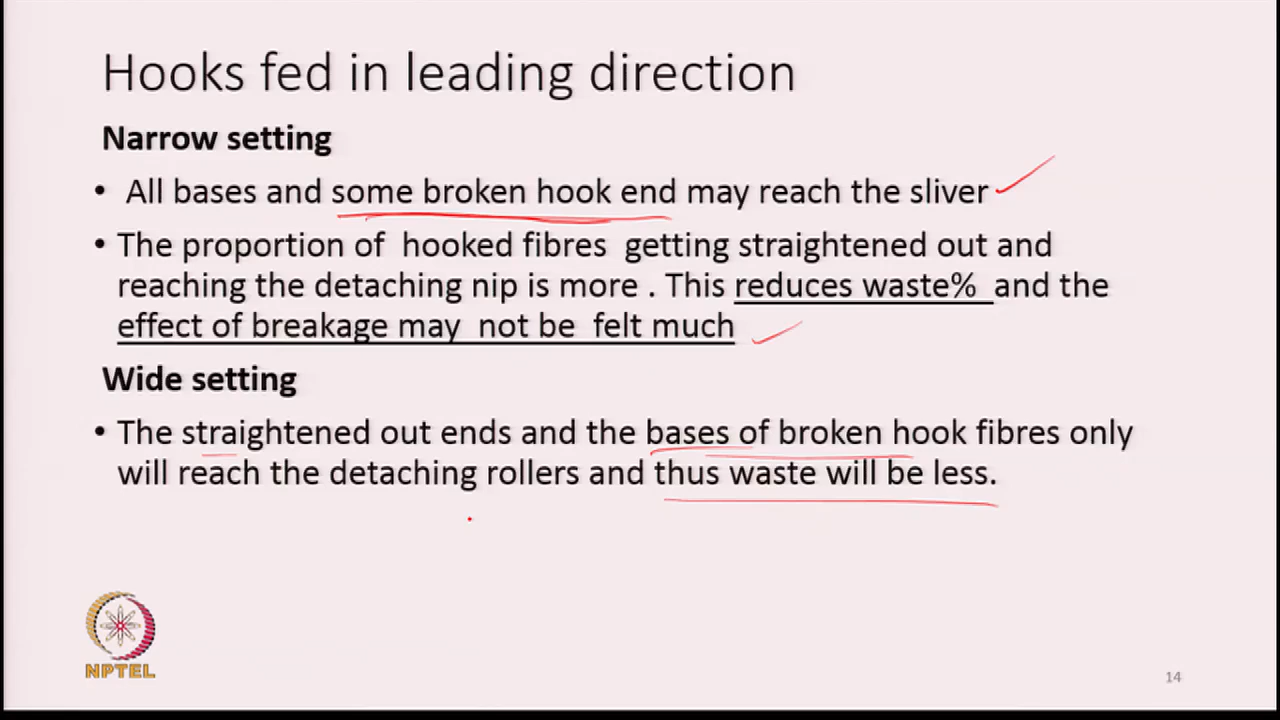 Hooks fed in leading direction
Narrow setting
• All bases and some broken hook end may reach the sliver
• The proportion of hooked fibres getting straightened out and
reaching the detaching nip is more . This reduces waste% and the
effect of breakage may not be felt much
Wide setting
• The straightened out ends and the bases of broken hook fibres only
will reach the detaching rollers and thus waste will be less.
NPTEL
14